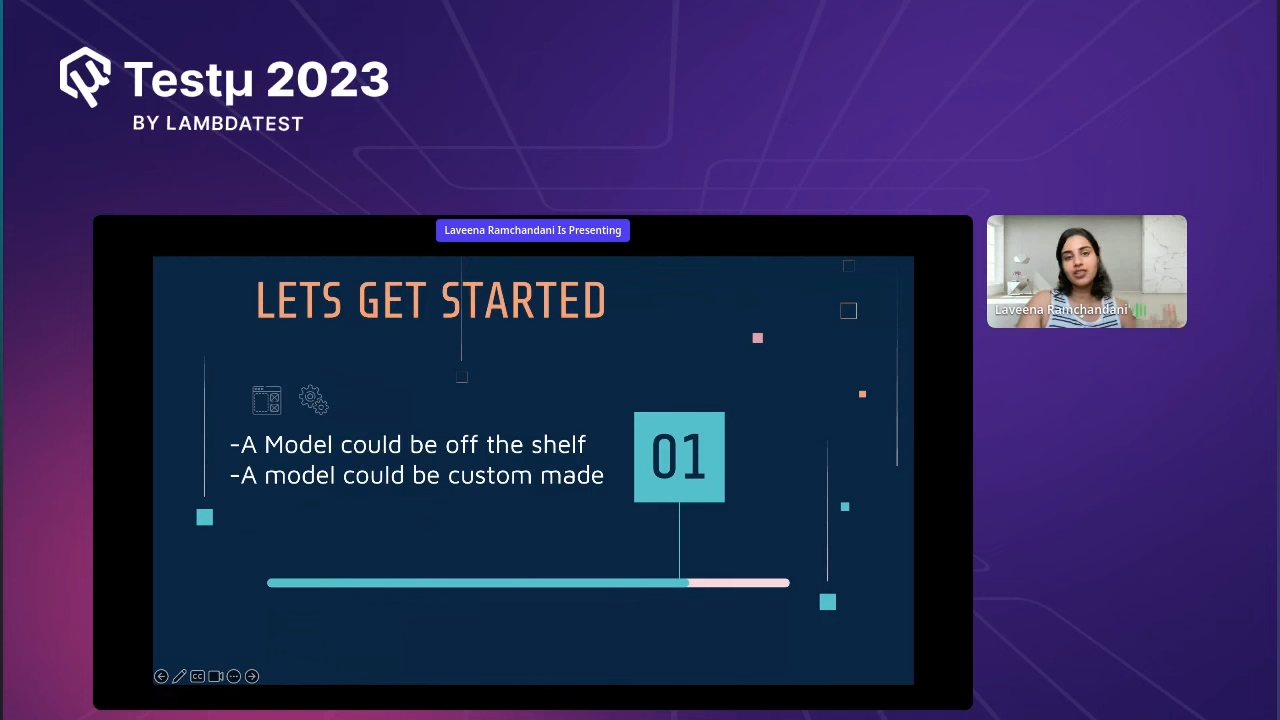 Testμ 2023
BY LAMBDATEST
Laveena Ramchandani Is Presenting
LETS GET STARTED
-A Model could be off the shelf
-A model could be custom made
01
Laveena Ramchandani
CC